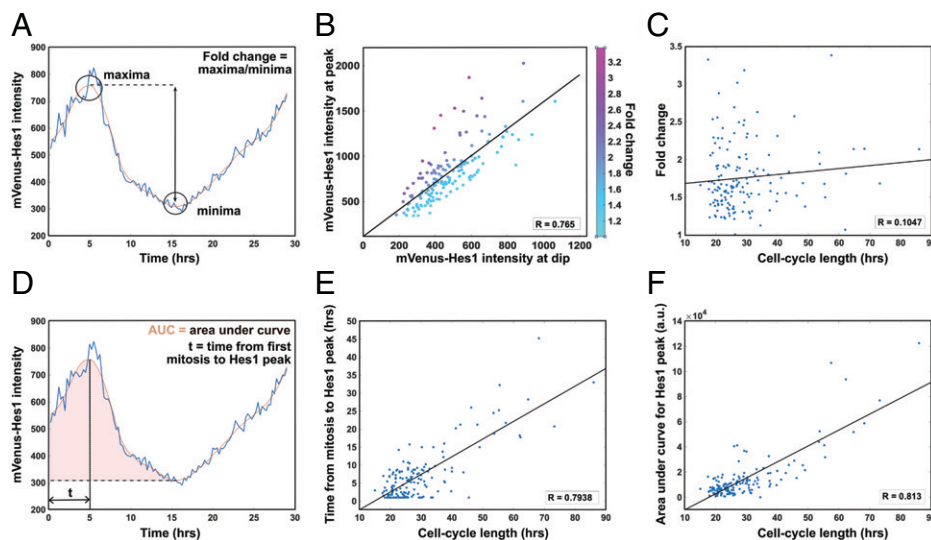 A
mVenus-Hes1 intensity
900
800
700
600
500
400
300
200
Fold change =
maxima/minima
maxima
minima
0 5 10 15 20 25 30
Time (hrs)
B
mVenus-Hes1 intensity at peak
2000
1500
1000
500
R = 0.765
0 200 400 600 800 1000 1200
mVenus-Hes1 intensity at dip
3.2
3.0
2.8
2.6
2.4
2.2
2.0
1.8
1.6
1.4
1.2
Fold change
C
Fold change
3.5
3
2.5
2
1.5
1
R = 0.1047
10 20 30 40 50 60 70 80 90
Cell-cycle length (hrs)
D
mVenus-Hes1 intensity
900
800
700
600
500
400
300
200
AUC = area under curve
t = time from first
mitosis to Hes1 peak
t
0 5 10 15 20 25 30
Time (hrs)
E
Time from mitosis to Hes1 peak (hrs)
50
45
40
35
30
25
20
15
10
5
0
R = 0.7938
10 20 30 40 50 60 70 80 90
Cell-cycle length (hrs)
F
Area under curve for Hes1 peak (a.u.)
×10⁴
14
12
10
8
6
4
2
0
R = 0.813
10 20 30 40 50 60 70 80 90
Cell-cycle length (hrs)